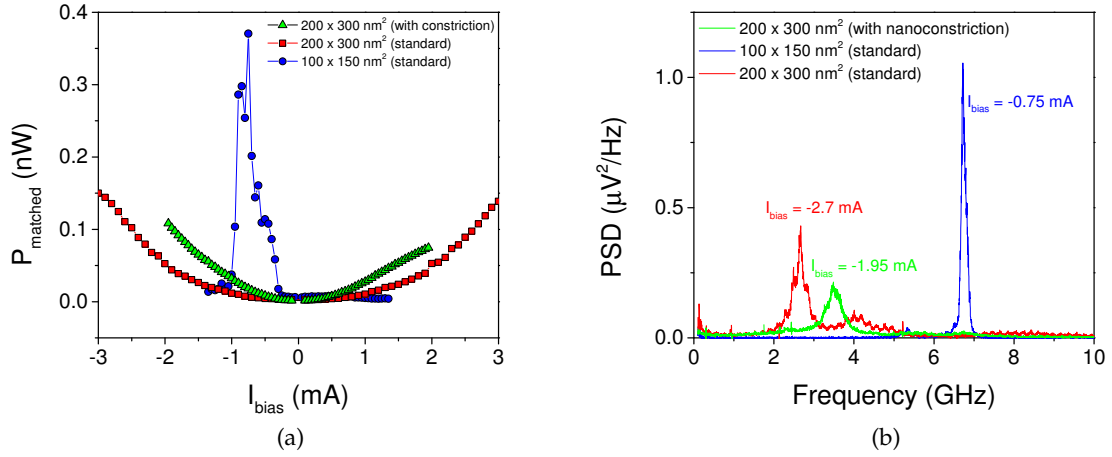 200 x 300 nm² (with constriction)
200 x 300 nm² (standard)
100 x 150 nm² (standard)
0.4
0.3
0.2
0.1
0.0
P_matched (nW)
-3 -2 -1 0 1 2 3
I_bias (mA)
(a)
200 x 300 nm² (with nanoconstriction)
100 x 150 nm² (standard)
200 x 300 nm² (standard)
1.0
0.5
0.0
PSD (μV²/Hz)
I_bias = -0.75 mA
I_bias = -2.7 mA
I_bias = -1.95 mA
0 2 4 6 8 10
Frequency (GHz)
(b)